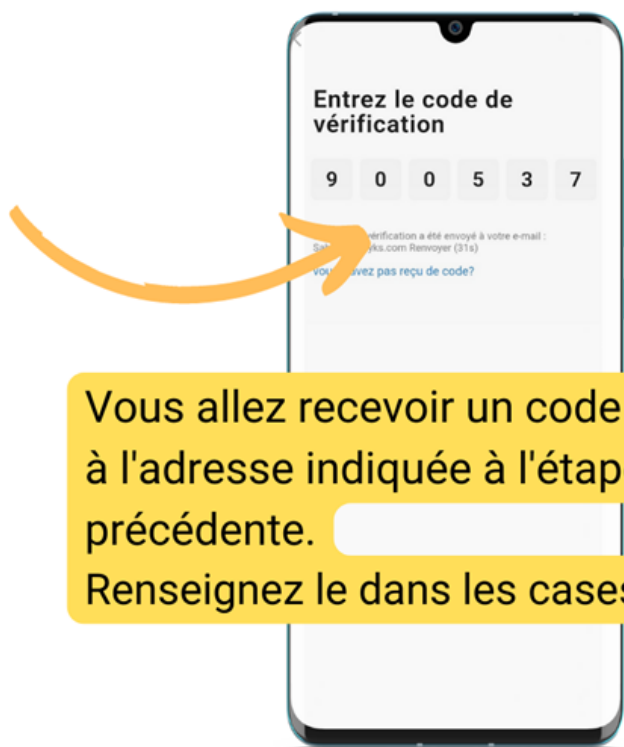 Entrez le code de
vérification
9 0 0 5 3 7
vérification a été envoyé à votre e-mail :
yks.com Renvoyer (31s)
avez pas reçu de code?
Vous allez recevoir un code
à l'adresse indiquée à l'étap
précédente.
Renseignez le dans les cases